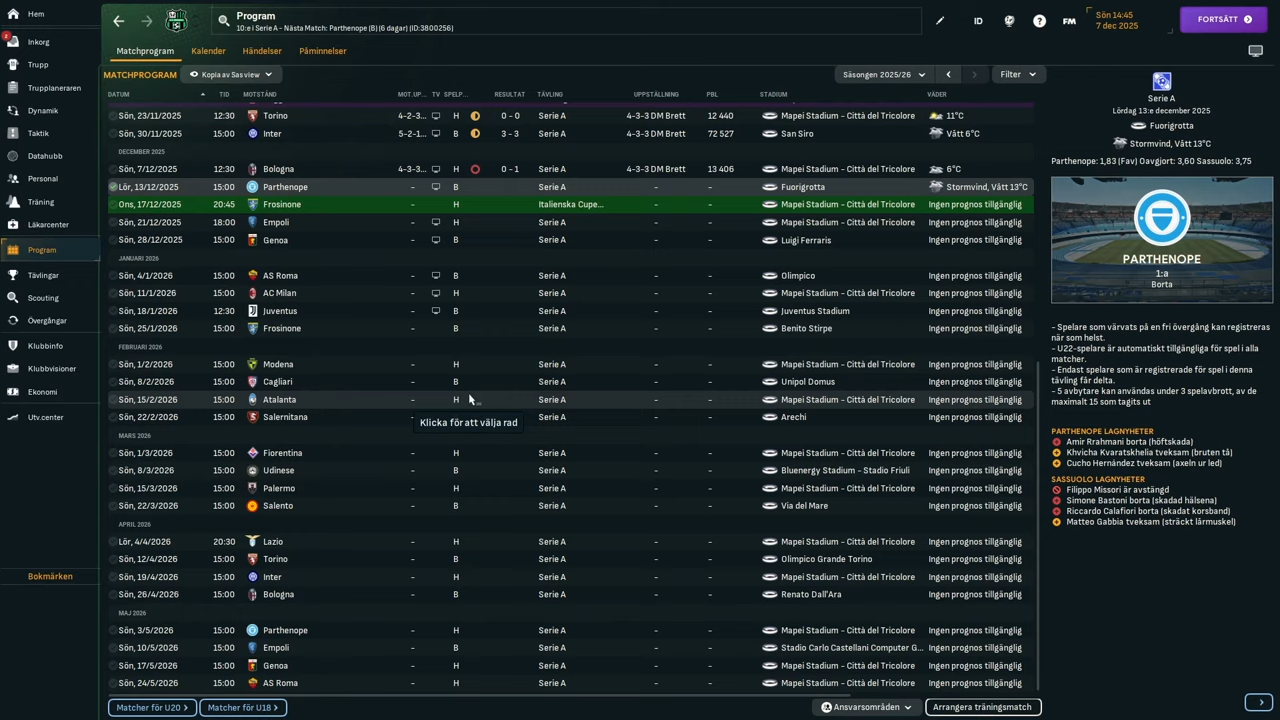 Hem
2
Inkorg
Trupp
Trupplaneraren
Dynamik
Taktik
Datahubb
Personal
Träning
Läkarcenter
Program
Tävlingar
Scouting
Övergångar
Klubbinfo
Klubbvisioner
Ekonomi
Utv.center
Bokmärken
Program
10:e i Serie A - Nästa Match: Parthenope (B) (6 dagar) (ID:3800256)
ID
?
FM
Sön 14:45
7 dec 2025
FORTSÄTT
Matchprogram Kalender Händelser Påminnelser
MATCHPROGRAM Kopia av Sas view Säsongen 2025/26 Filter
DATUM TID MOTSTÅND MOT.UP... TV SPELP... RESULTAT TÄVLING UPPSTÄLLNING PBL STADIUM VÄDER
Sön, 23/11/2025 12:30 Torino 4-2-3... H 0 - 0 Serie A 4-3-3 DM Brett 12 440 Mapei Stadium - Città del Tricolore 11°C
Sön, 30/11/2025 15:00 Inter 5-2-1... B 3 - 3 Serie A 4-3-3 DM Brett 72 527 San Siro Vått 6°C
DECEMBER 2025
Sön, 7/12/2025 12:30 Bologna 4-3-3... H 0 - 1 Serie A 4-3-3 DM Brett 13 406 Mapei Stadium - Città del Tricolore 6°C
Lör, 13/12/2025 15:00 Parthenope - B Serie A - - Fuorigrotta Stormvind, Vått 13°C
Ons, 17/12/2025 20:45 Frosinone - H Italienska Cupe... - - Mapei Stadium - Città del Tricolore Ingen prognos tillgänglig
Sön, 21/12/2025 18:00 Empoli - H Serie A - - Mapei Stadium - Città del Tricolore Ingen prognos tillgänglig
Sön, 28/12/2025 15:00 Genoa - B Serie A - - Luigi Ferraris Ingen prognos tillgänglig
JANUARI 2026
Sön, 4/1/2026 15:00 AS Roma - B Serie A - - Olimpico Ingen prognos tillgänglig
Sön, 11/1/2026 15:00 AC Milan - H Serie A - - Mapei Stadium - Città del Tricolore Ingen prognos tillgänglig
Sön, 18/1/2026 12:30 Juventus - B Serie A - - Juventus Stadium Ingen prognos tillgänglig
Sön, 25/1/2026 15:00 Frosinone - B Serie A - - Benito Stirpe Ingen prognos tillgänglig
FEBRUARI 2026
Sön, 1/2/2026 15:00 Modena - H Serie A - - Mapei Stadium - Città del Tricolore Ingen prognos tillgänglig
Sön, 8/2/2026 15:00 Cagliari - B Serie A - - Unipol Domus Ingen prognos tillgänglig
Sön, 15/2/2026 15:00 Atalanta - H Serie A - - Mapei Stadium - Città del Tricolore Ingen prognos tillgänglig
Sön, 22/2/2026 15:00 Salernitana - B Serie A - - Arechi Ingen prognos tillgänglig
Klicka för att välja rad
MARS 2026
Sön, 1/3/2026 15:00 Fiorentina - H Serie A - - Mapei Stadium - Città del Tricolore Ingen prognos tillgänglig
Sön, 8/3/2026 15:00 Udinese - B Serie A - - Bluenergy Stadium - Stadio Friuli Ingen prognos tillgänglig
Sön, 15/3/2026 15:00 Palermo - H Serie A - - Mapei Stadium - Città del Tricolore Ingen prognos tillgänglig
Sön, 22/3/2026 15:00 Salento - B Serie A - - Via del Mare Ingen prognos tillgänglig
APRIL 2026
Lör, 4/4/2026 20:30 Lazio - H Serie A - - Mapei Stadium - Città del Tricolore Ingen prognos tillgänglig
Sön, 12/4/2026 15:00 Torino - B Serie A - - Olimpico Grande Torino Ingen prognos tillgänglig
Sön, 19/4/2026 15:00 Inter - H Serie A - - Mapei Stadium - Città del Tricolore Ingen prognos tillgänglig
Sön, 26/4/2026 15:00 Bologna - B Serie A - - Renato Dall'Ara Ingen prognos tillgänglig
MAJ 2026
Sön, 3/5/2026 15:00 Parthenope - H Serie A - - Mapei Stadium - Città del Tricolore Ingen prognos tillgänglig
Sön, 10/5/2026 15:00 Empoli - B Serie A - - Stadio Carlo Castellani Computer G... Ingen prognos tillgänglig
Sön, 17/5/2026 15:00 Genoa - H Serie A - - Mapei Stadium - Città del Tricolore Ingen prognos tillgänglig
Sön, 24/5/2026 15:00 AS Roma - H Serie A - - Mapei Stadium - Città del Tricolore Ingen prognos tillgänglig
Matcher för U20 Matcher för U18 Ansvarsområden Arrangera träningsmatch
Serie A
Lördag 13:e december 2025
Fuorigrotta
Stormvind, Vått 13°C
Parthenope: 1,83 (Fav) Oavgjort: 3,60 Sassuolo: 3,75
PARTHENOPE
1:a
Borta
- Spelare som värvats på en fri övergång kan registreras
när som helst.
- U22-spelare är automatiskt tillgängliga för spel i alla
matcher.
- Endast spelare som är registrerade för spel i denna
tävling får delta.
- 5 avbytare kan användas under 3 spelavbrott, av de
maximalt 15 som tagits ut
PARTHENOPE LAGNYHETER
Amir Rrahmani borta (höftskada)
Khvicha Kvaratskhelia tveksam (bruten tå)
Cucho Hernández tveksam (axeln ur led)
SASSUOLO LAGNYHETER
Filippo Missori är avstängd
Simone Bastoni borta (skadad hälsena)
Riccardo Calafiori borta (skadat korsband)
Matteo Gabbia tveksam (sträckt lårmuskel)